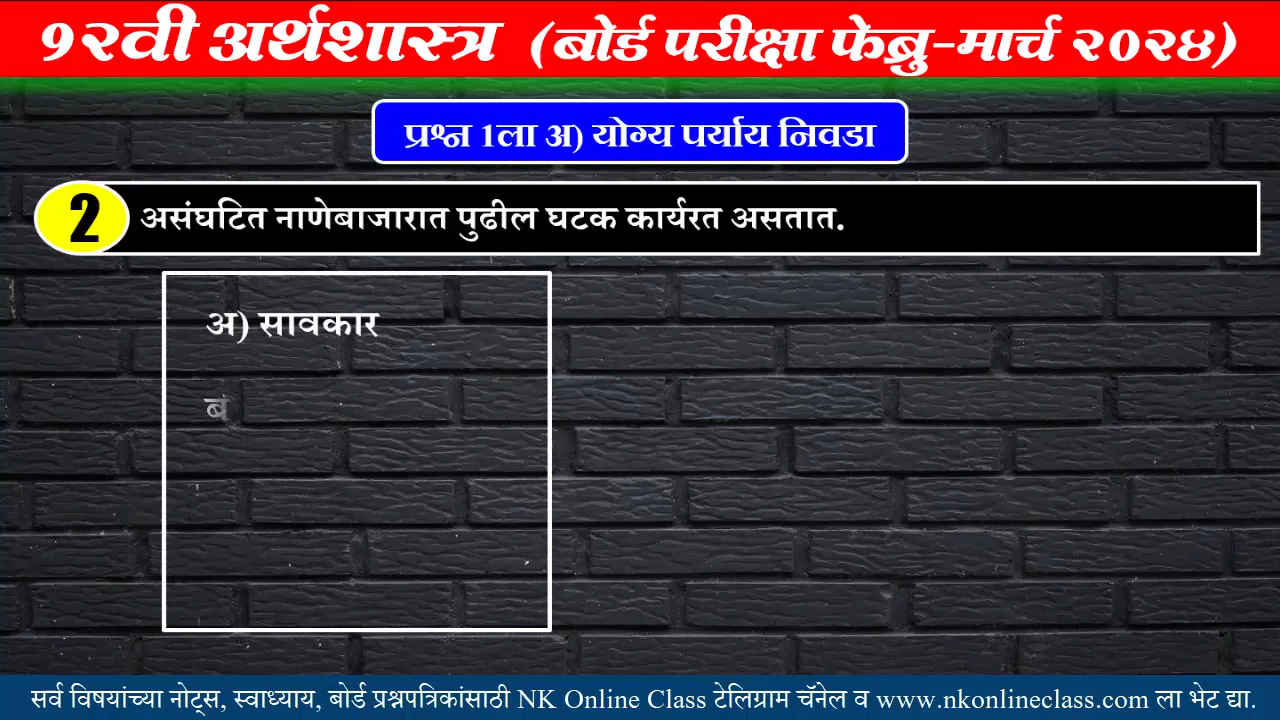 १२वी अर्थशास्त्र (बोर्ड परीक्षा फेब्रु-मार्च २०२४)
प्रश्न 1ला अ) योग्य पर्याय निवडा
2 असंघटित नाणेबाजारात पुढील घटक कार्यरत असतात.
अ) सावकार
ब
सर्व विषयांच्या नोट्स, स्वाध्याय, बोर्ड प्रश्नपत्रिकांसाठी NK Online Class टेलिग्राम चॅनेल व www.nkonlineclass.com ला भेट द्या.